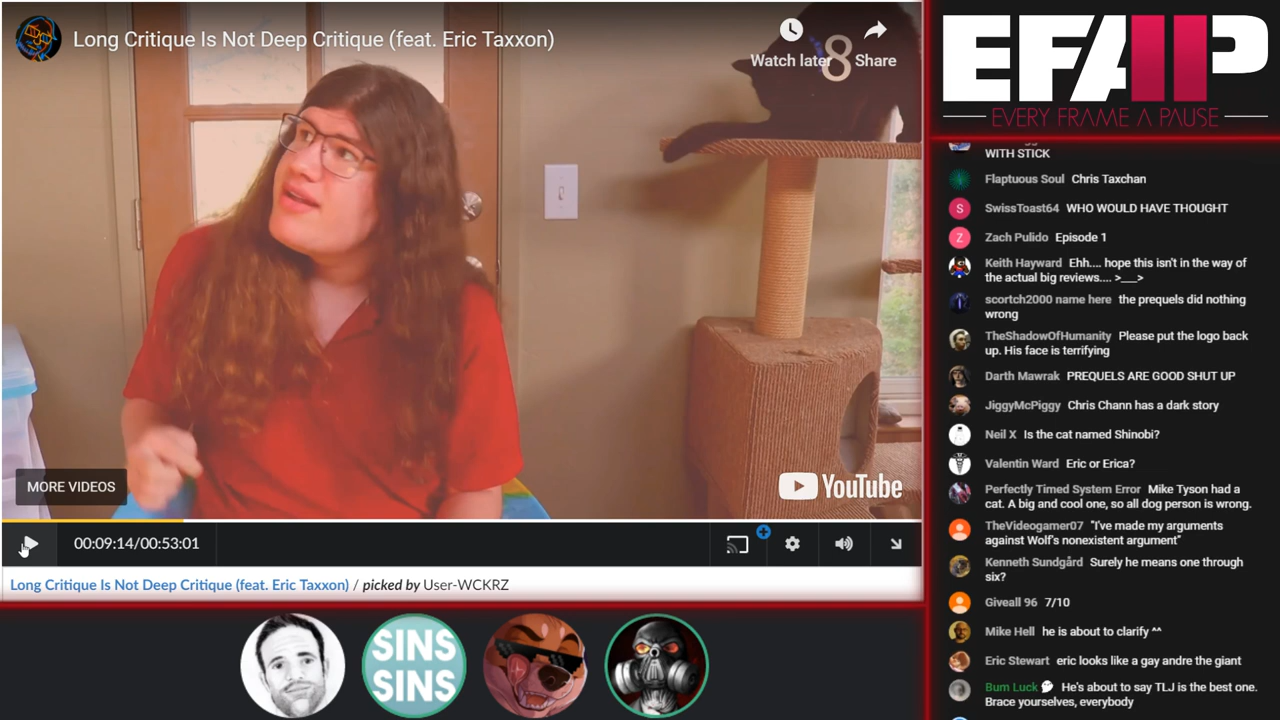 Long Critique Is Not Deep Critique (feat. Eric Taxxon)
Watch later
8
Share
MORE VIDEOS
YouTube
00:09:14/00:53:01
Long Critique Is Not Deep Critique (feat. Eric Taxxon) / picked by User-WCKRZ
SINS
SINS
EFAP
EVERY FRAME A PAUSE
WITH STICK
Flaptuous Soul Chris Taxchan
S SwissToast64 WHO WOULD HAVE THOUGHT
Z Zach Pulido Episode 1
Keith Hayward Ehh.... hope this isn't in the way of
the actual big reviews.... >___>
scortch2000 name here the prequels did nothing
wrong
TheShadowOfHumanity Please put the logo back
up. His face is terrifying
Darth Mawrak PREQUELS ARE GOOD SHUT UP
JiggyMcPiggy Chris Chann has a dark story
Neil X Is the cat named Shinobi?
Valentin Ward Eric or Erica?
Perfectly Timed System Error Mike Tyson had a
cat. A big and cool one, so all dog person is wrong.
TheVideogamer07 "I've made my arguments
against Wolf's nonexistent argument"
Kenneth Sundgård Surely he means one through
six?
Giveall 96 7/10
Mike Hell he is about to clarify ^^
Eric Stewart eric looks like a gay andre the giant
Bum Luck He's about to say TLJ is the best one.
Brace yourselves, everybody